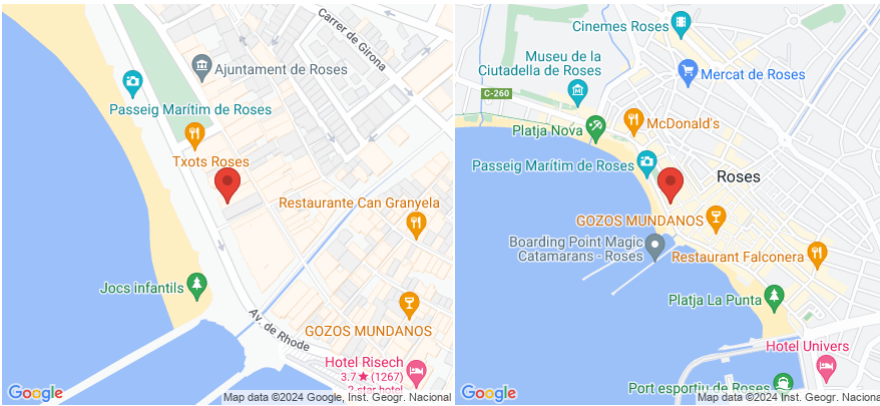 Carrer de Girona
Ajuntament de Roses
Passeig Marítim de Roses
Txots Roses
Restaurante Can Granyela
Jocs infantils
Av. de Rhode
GOZOS MUNDANOS
Hotel Risech
3.7★(1267)
2-star hotel
Google
Map data ©2024 Google, Inst. Geogr. Nacional
Cinemes Roses
Museu de la
Ciutadella de Roses
Mercat de Roses
C-260
McDonald's
Platja Nova
Passeig Marítim de Roses
Roses
GOZOS MUNDANOS
Boarding Point Magic
Catamarans - Roses
Restaurant Falconera
Platja La Punta
Hotel Univers
Port esportiu de Roses
Google
Map data ©2024 Inst. Geogr. Naciona